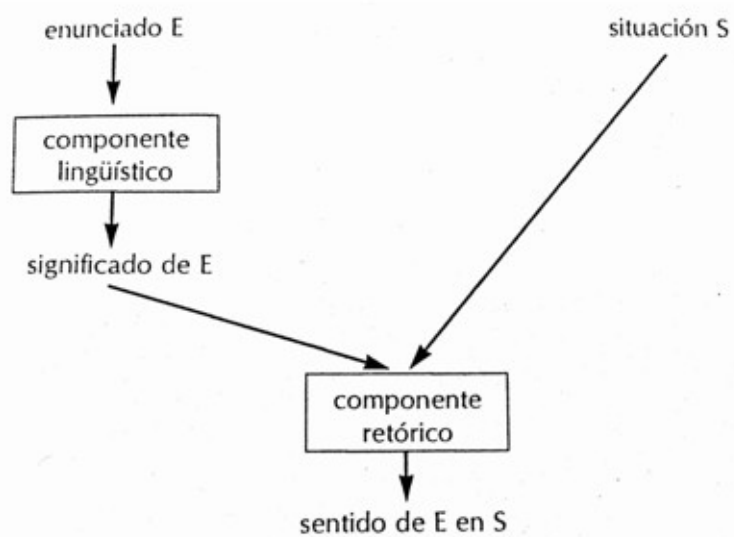 enunciado E
situación S
componente
lingüístico
significado de E
componente
retórico
sentido de E en S